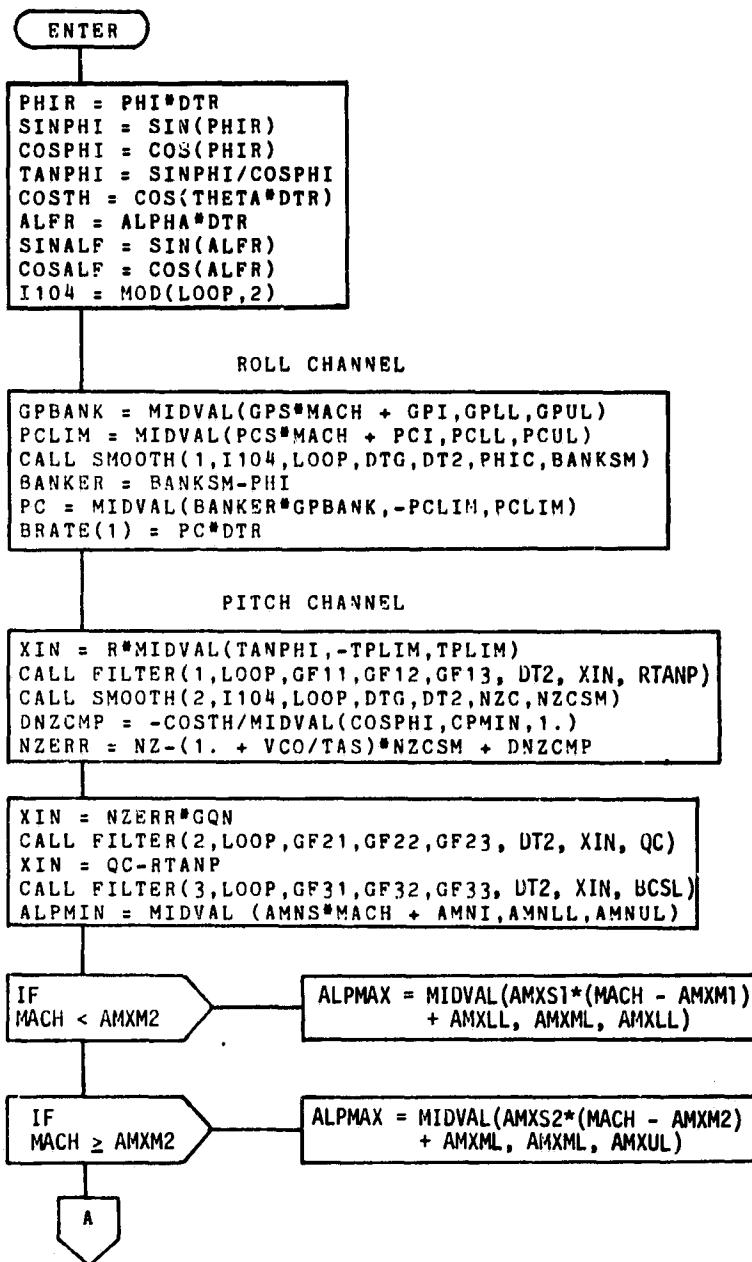 ENTER
PHIR = PHI*DTR
SINPHI = SIN(PHIR)
COSPHI = COS(PHIR)
TANPHI = SINPHI/COSPHI
COSTH = COS(THETA*DTR)
ALFR = ALPHA*DTR
SINALF = SIN(ALFR)
COSALF = COS(ALFR)
I104 = MOD(LOOP,2)
ROLL CHANNEL
GPBANK = MIDVAL(GPS*MACH + GPI,GPLL,GPUL)
PCLIM = MIDVAL(PCS*MACH + PCI,PCLL,PCUL)
CALL SMOOTH(1,I104,LOOP,DTG,DT2,PHIC,BANKSM)
BANKER = BANKSM-PHI
PC = MIDVAL(BANKER*GPBANK,-PCLIM,PCLIM)
BRATE(1) = PC*DTR
PITCH CHANNEL
XIN = R*MIDVAL(TANPHI,-TPLIM,TPLIM)
CALL FILTER(1,LOOP,GF11,GF12,GF13, DT2, XIN, RTANP)
CALL SMOOTH(2,I104,LOOP,DTG,DT2,NZC,NZCSM)
DNZCMP = -COSTH/MIDVAL(COSPHI,CPMIN,1.)
NZERR = NZ-(1. + VCO/TAS)*NZCSM + DNZCMP
XIN = NZERR*GQN
CALL FILTER(2,LOOP,GF21,GF22,GF23, DT2, XIN, QC)
XIN = QC-RTANP
CALL FILTER(3,LOOP,GF31,GF32,GF33, DT2, XIN, BCSL)
ALPMIN = MIDVAL (AMNS*MACH + AMNI,AMNLL,AMNUL)
IF
MACH < AMXM2
ALPMAX = MIDVAL(AMXS1*(MACH - AMXM1)
+ AMXLL, AMXML, AMXLL)
IF
MACH ≥ AMXM2
ALPMAX = MIDVAL(AMXS2*(MACH - AMXM2)
+ AMXML, AMXML, AMXUL)
A